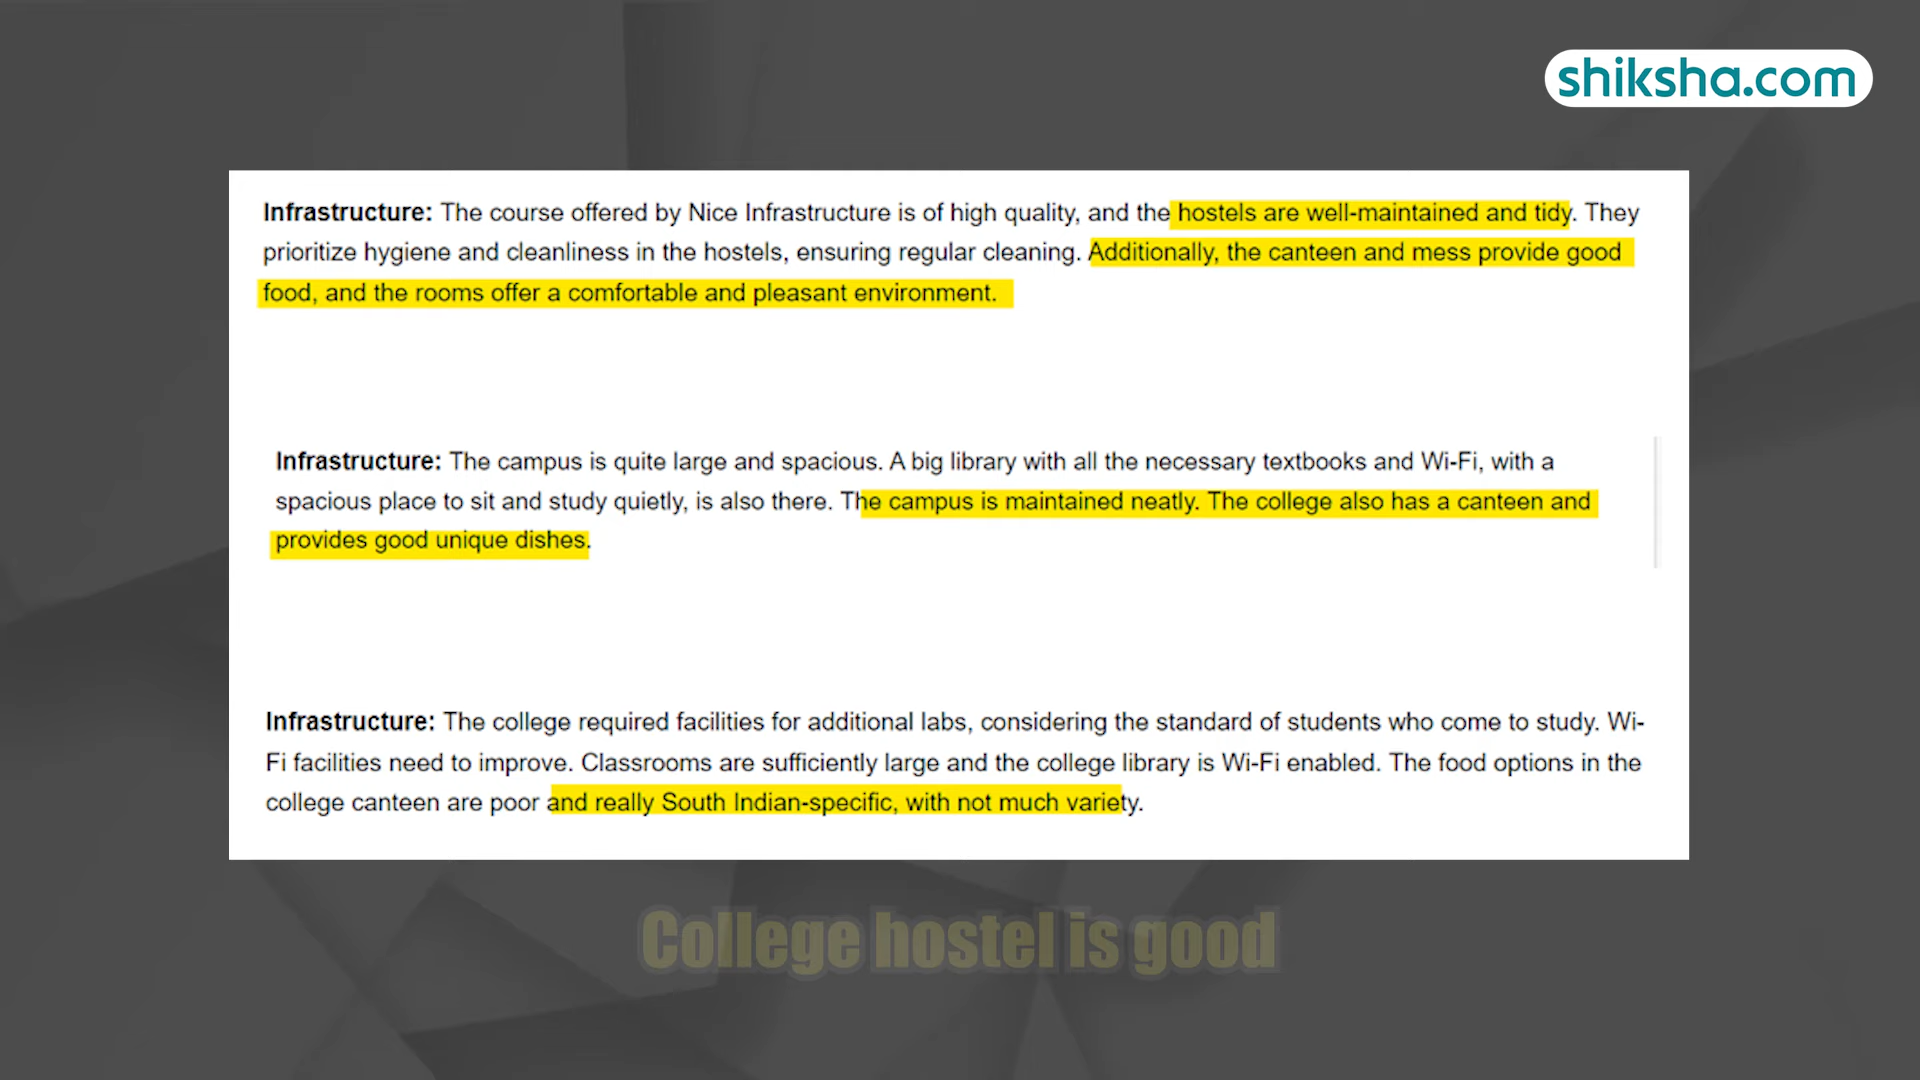 shiksha.com
Infrastructure: The course offered by Nice Infrastructure is of high quality, and the hostels are well-maintained and tidy. They
prioritize hygiene and cleanliness in the hostels, ensuring regular cleaning. Additionally, the canteen and mess provide good
food, and the rooms offer a comfortable and pleasant environment.
Infrastructure: The campus is quite large and spacious. A big library with all the necessary textbooks and Wi-Fi, with a
spacious place to sit and study quietly, is also there. The campus is maintained neatly. The college also has a canteen and
provides good unique dishes.
Infrastructure: The college required facilities for additional labs, considering the standard of students who come to study. Wi-
Fi facilities need to improve. Classrooms are sufficiently large and the college library is Wi-Fi enabled. The food options in the
college canteen are poor and really South Indian-specific, with not much variety.
College hostel is good